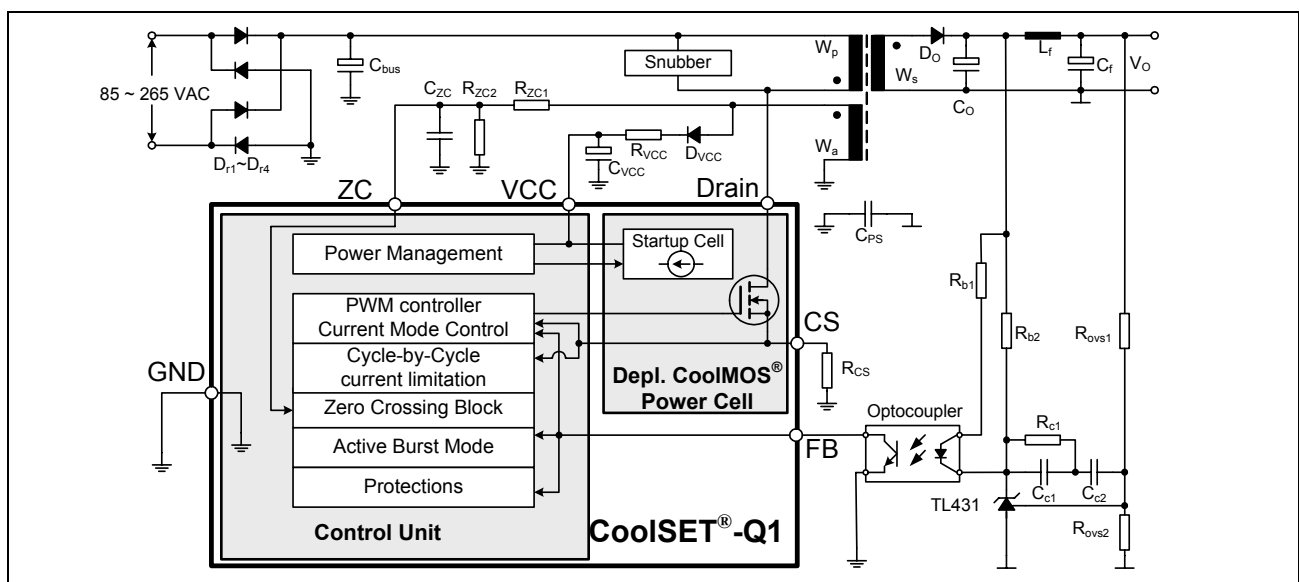 85 ~ 265 VAC
Dr1~Dr4
Cbus
Snubber
Wp
Ws
DO
CO
Lf
Cf
VO
CZC
RZC2
RZC1
CVCC
RVCC
DVCC
Wa
ZC
VCC
Drain
CPS
Power Management
Startup Cell
PWM controller
Current Mode Control
Cycle-by-Cycle
current limitation
Zero Crossing Block
Active Burst Mode
Protections
Control Unit
Depl. CoolMOS®
Power Cell
CoolSET®-Q1
GND
CS
RCS
FB
Optocoupler
Rb1
Rb2
Rovs1
Rc1
Cc1
Cc2
TL431
Rovs2